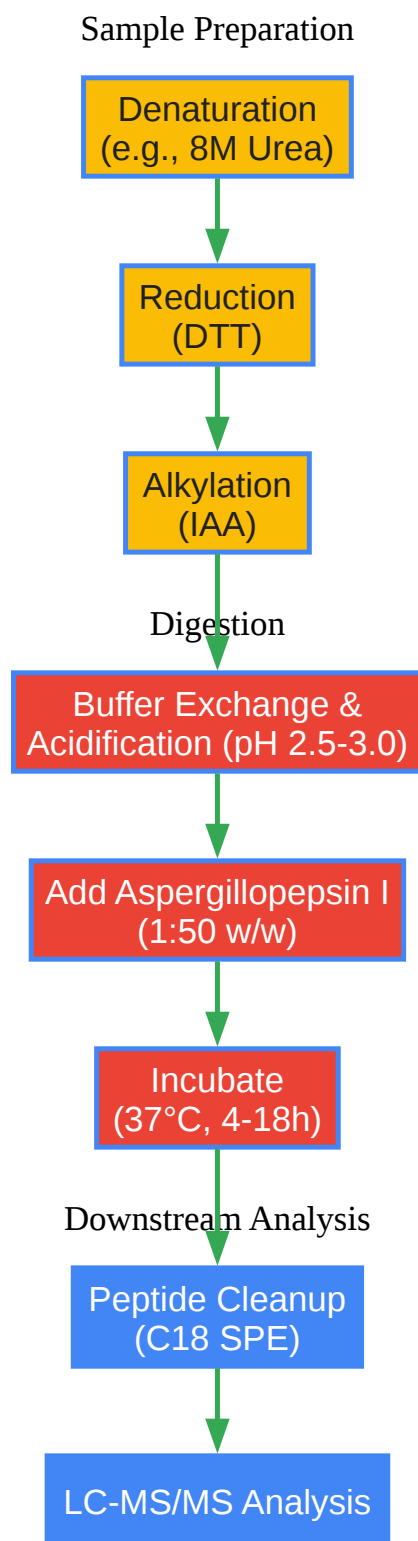 Sample Preparation
Denaturation
(e.g., 8M Urea)
Reduction
(DTT)
Alkylation
(IAA)
Digestion
Buffer Exchange &
Acidification (pH 2.5-3.0)
Add Aspergillopepsin I
(1:50 w/w)
Incubate
(37°C, 4-18h)
Downstream Analysis
Peptide Cleanup
(C18 SPE)
LC-MS/MS Analysis